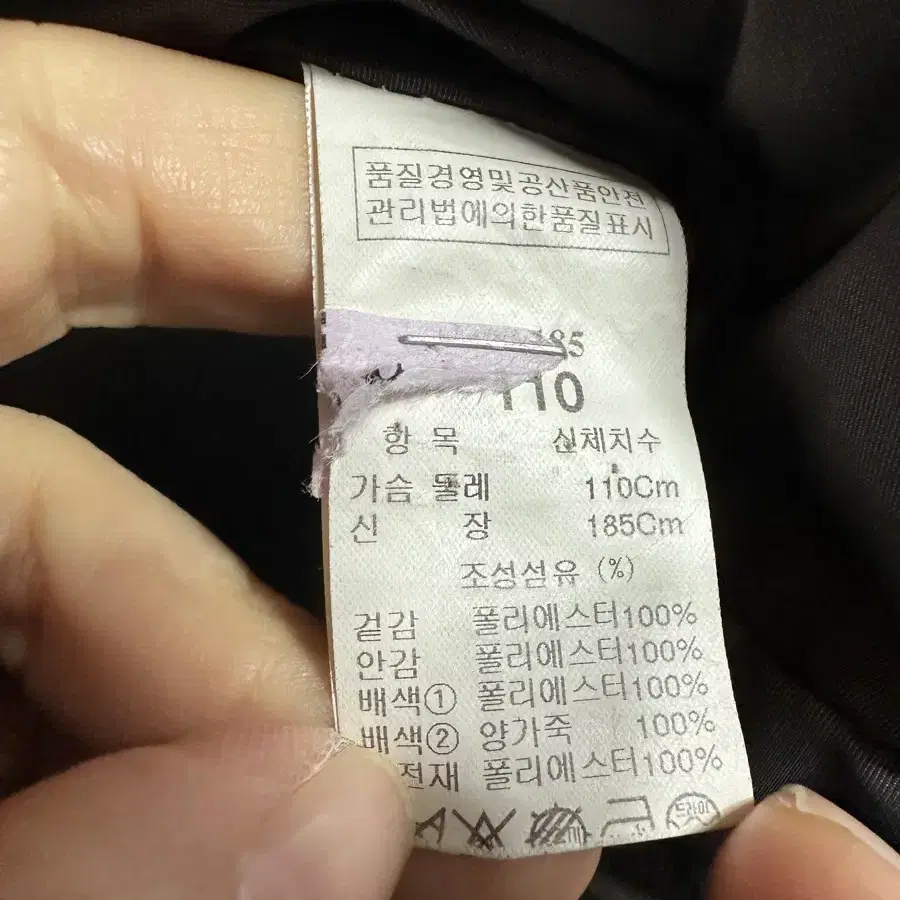 품질경영및공산품안전
관리법에의한품질표시
185
110
항 목 신체치수
가슴 둘레 110Cm
신 장 185Cm
조성섬유 (%)
겉감 폴리에스터100%
안감 폴리에스터100%
배색① 폴리에스터100%
배색② 양가죽 100%
전재 폴리에스터100%